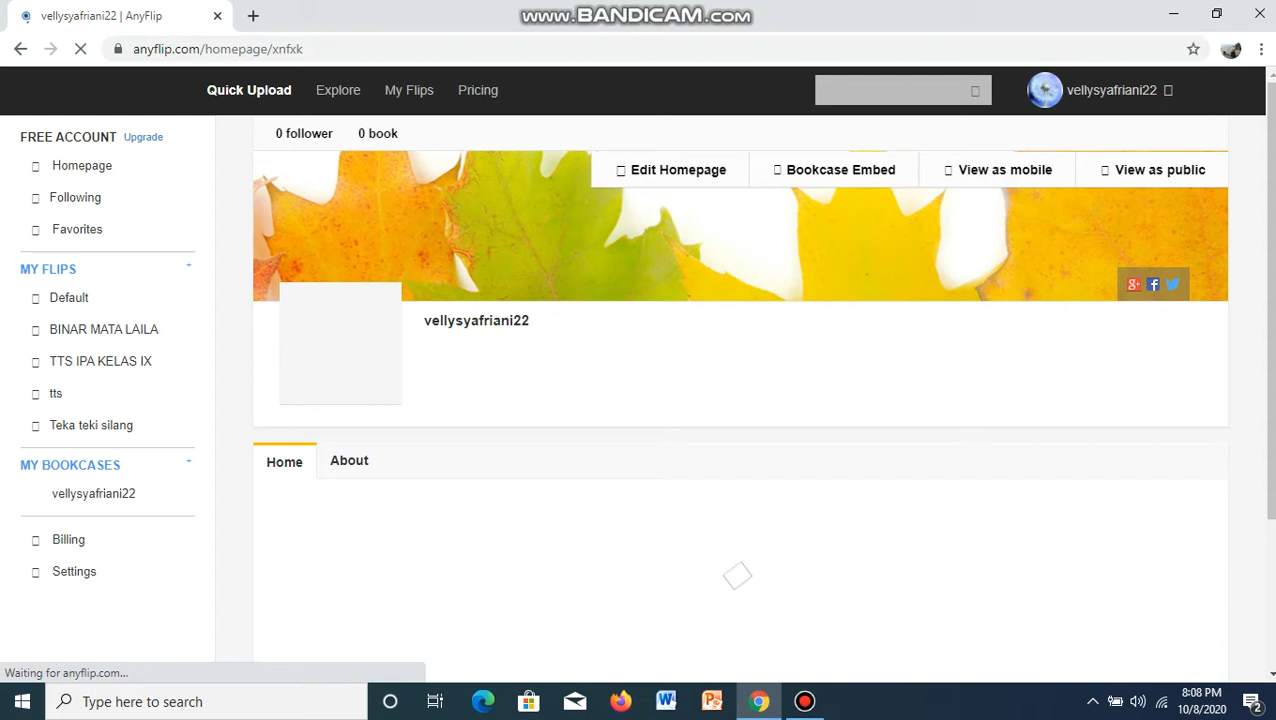 vellysyafriani22 | AnyFlip
www.BANDICAM.com
anyflip.com/homepage/xnfxk
Quick Upload
Explore
My Flips
Pricing
vellysyafriani22
FREE ACCOUNT Upgrade
Homepage
Following
Favorites
MY FLIPS
Default
BINAR MATA LAILA
TTS IPA KELAS IX
tts
Teka teki silang
MY BOOKCASES
vellysyafriani22
Billing
Settings
0 follower
0 book
Edit Homepage
Bookcase Embed
View as mobile
View as public
vellysyafriani22
Home
About
Waiting for anyflip.com...
Type here to search
8:08 PM
10/8/2020
2